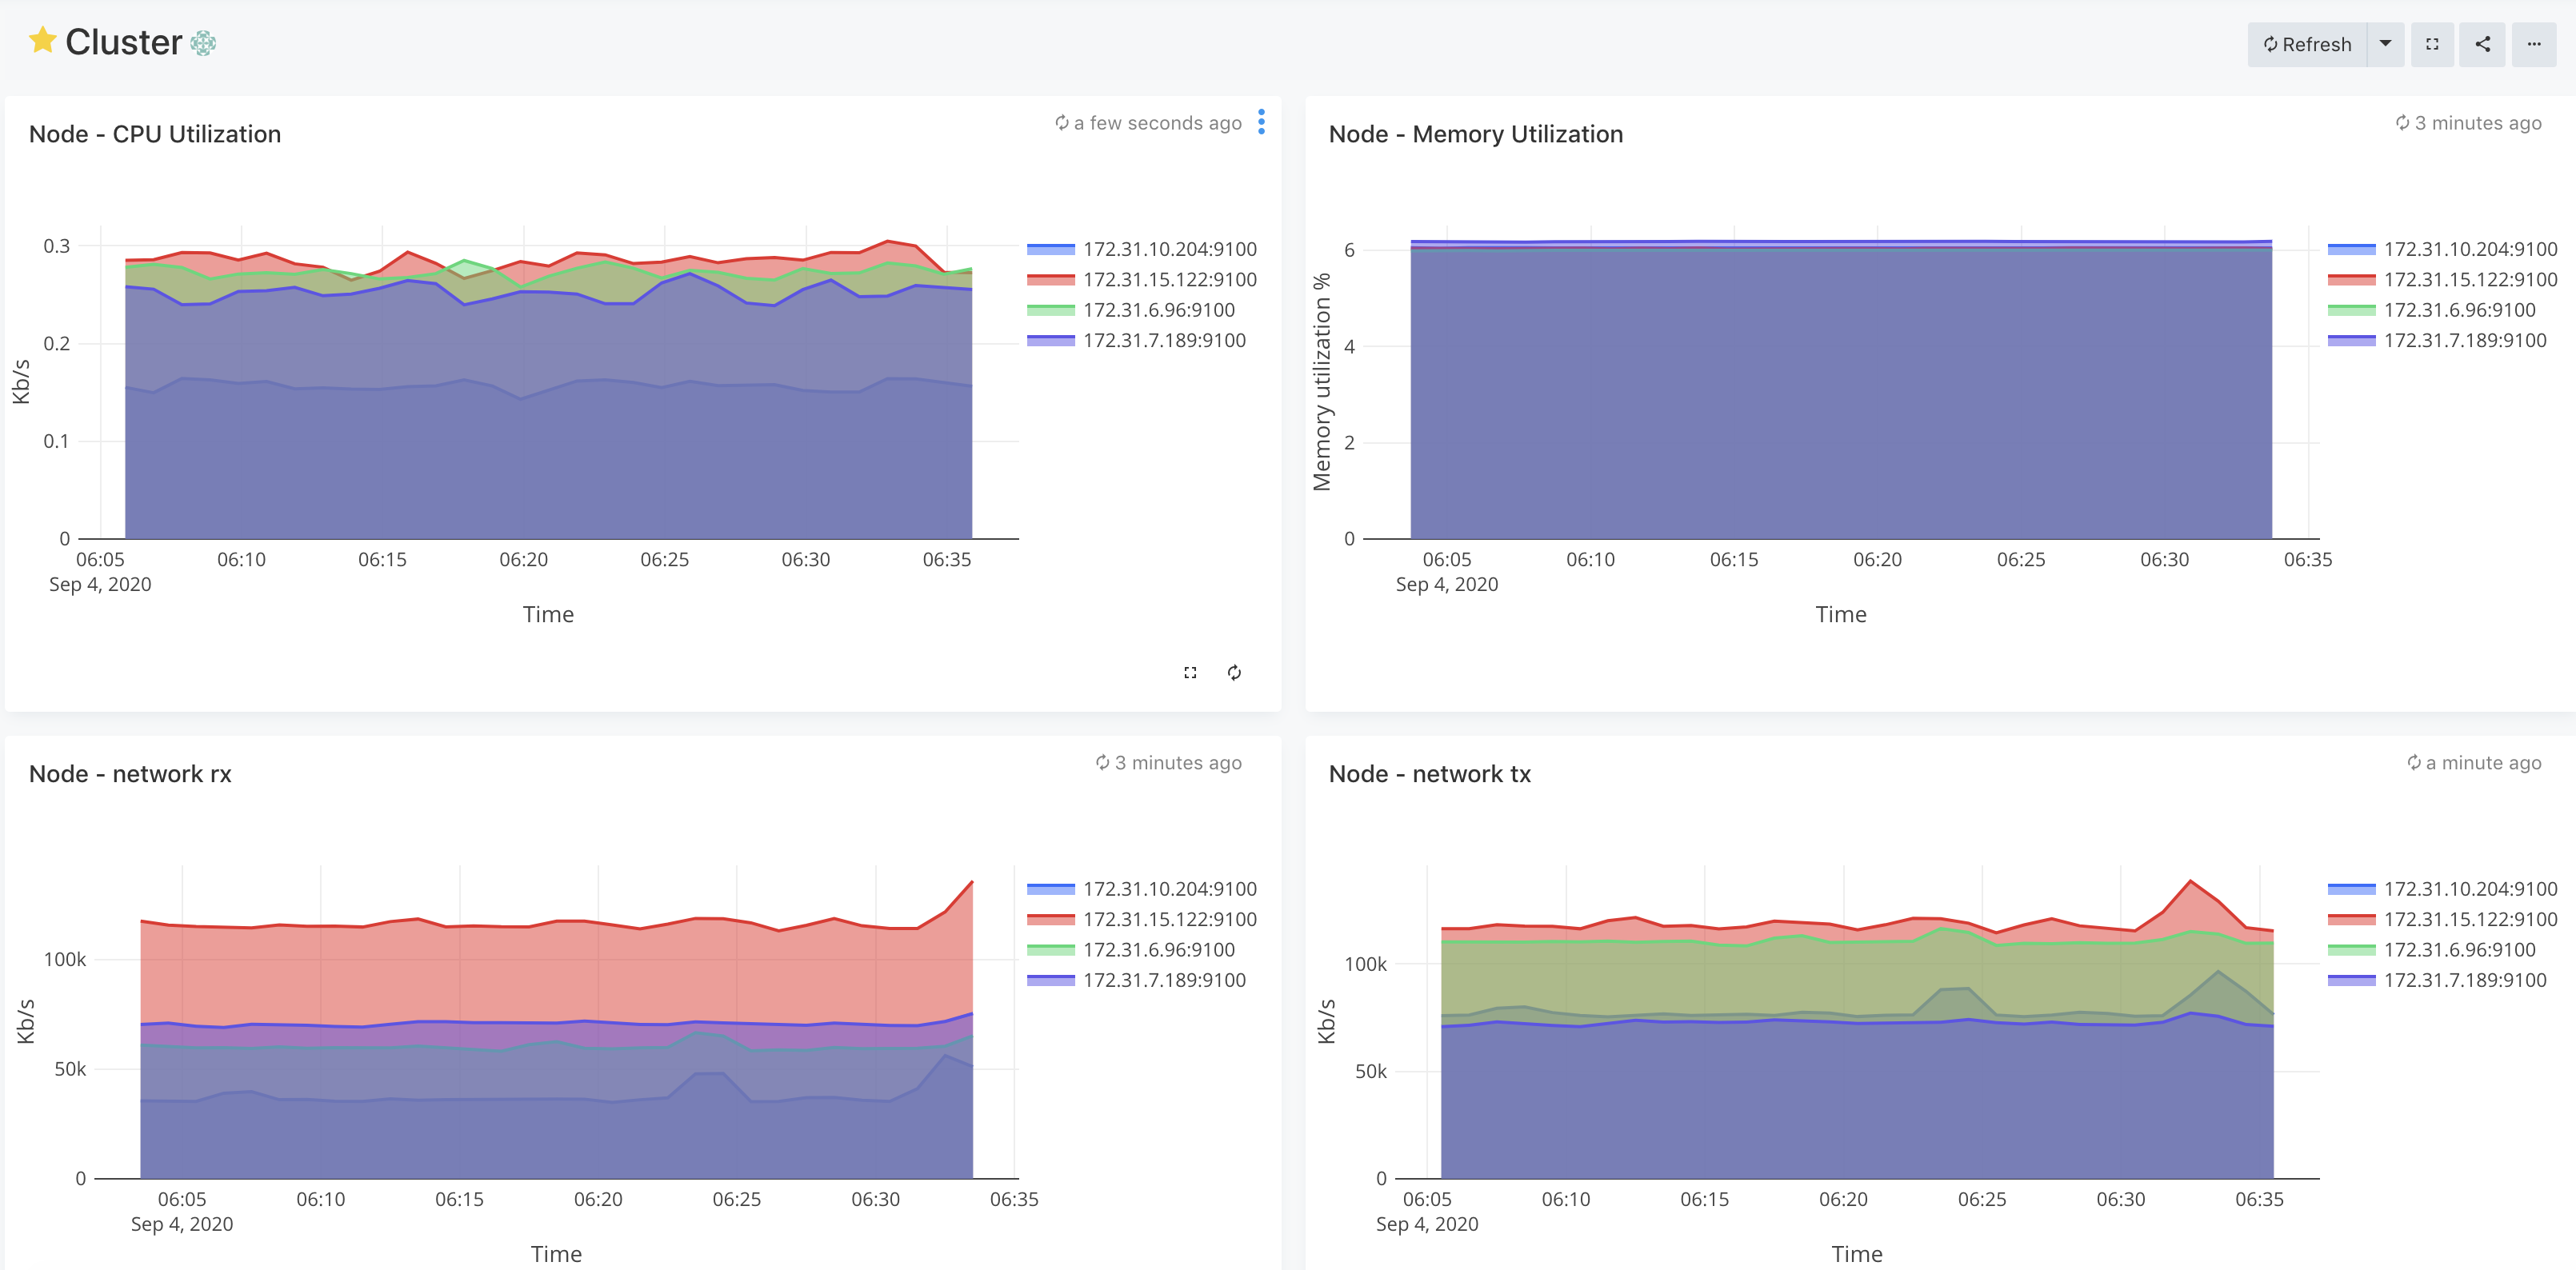 Cluster
Refresh
Node - CPU Utilization
a few seconds ago
0.3
0.2
0.1
0
Kb/s
06:05 06:10 06:15 06:20 06:25 06:30 06:35
Sep 4, 2020
Time
172.31.10.204:9100
172.31.15.122:9100
172.31.6.96:9100
172.31.7.189:9100
Node - Memory Utilization
3 minutes ago
6
4
2
0
Memory utilization %
06:05 06:10 06:15 06:20 06:25 06:30 06:35
Sep 4, 2020
Time
172.31.10.204:9100
172.31.15.122:9100
172.31.6.96:9100
172.31.7.189:9100
Node - network rx
3 minutes ago
100k
50k
0
Kb/s
06:05 06:10 06:15 06:20 06:25 06:30 06:35
Sep 4, 2020
Time
172.31.10.204:9100
172.31.15.122:9100
172.31.6.96:9100
172.31.7.189:9100
Node - network tx
a minute ago
100k
50k
0
Kb/s
06:05 06:10 06:15 06:20 06:25 06:30 06:35
Sep 4, 2020
Time
172.31.10.204:9100
172.31.15.122:9100
172.31.6.96:9100
172.31.7.189:9100